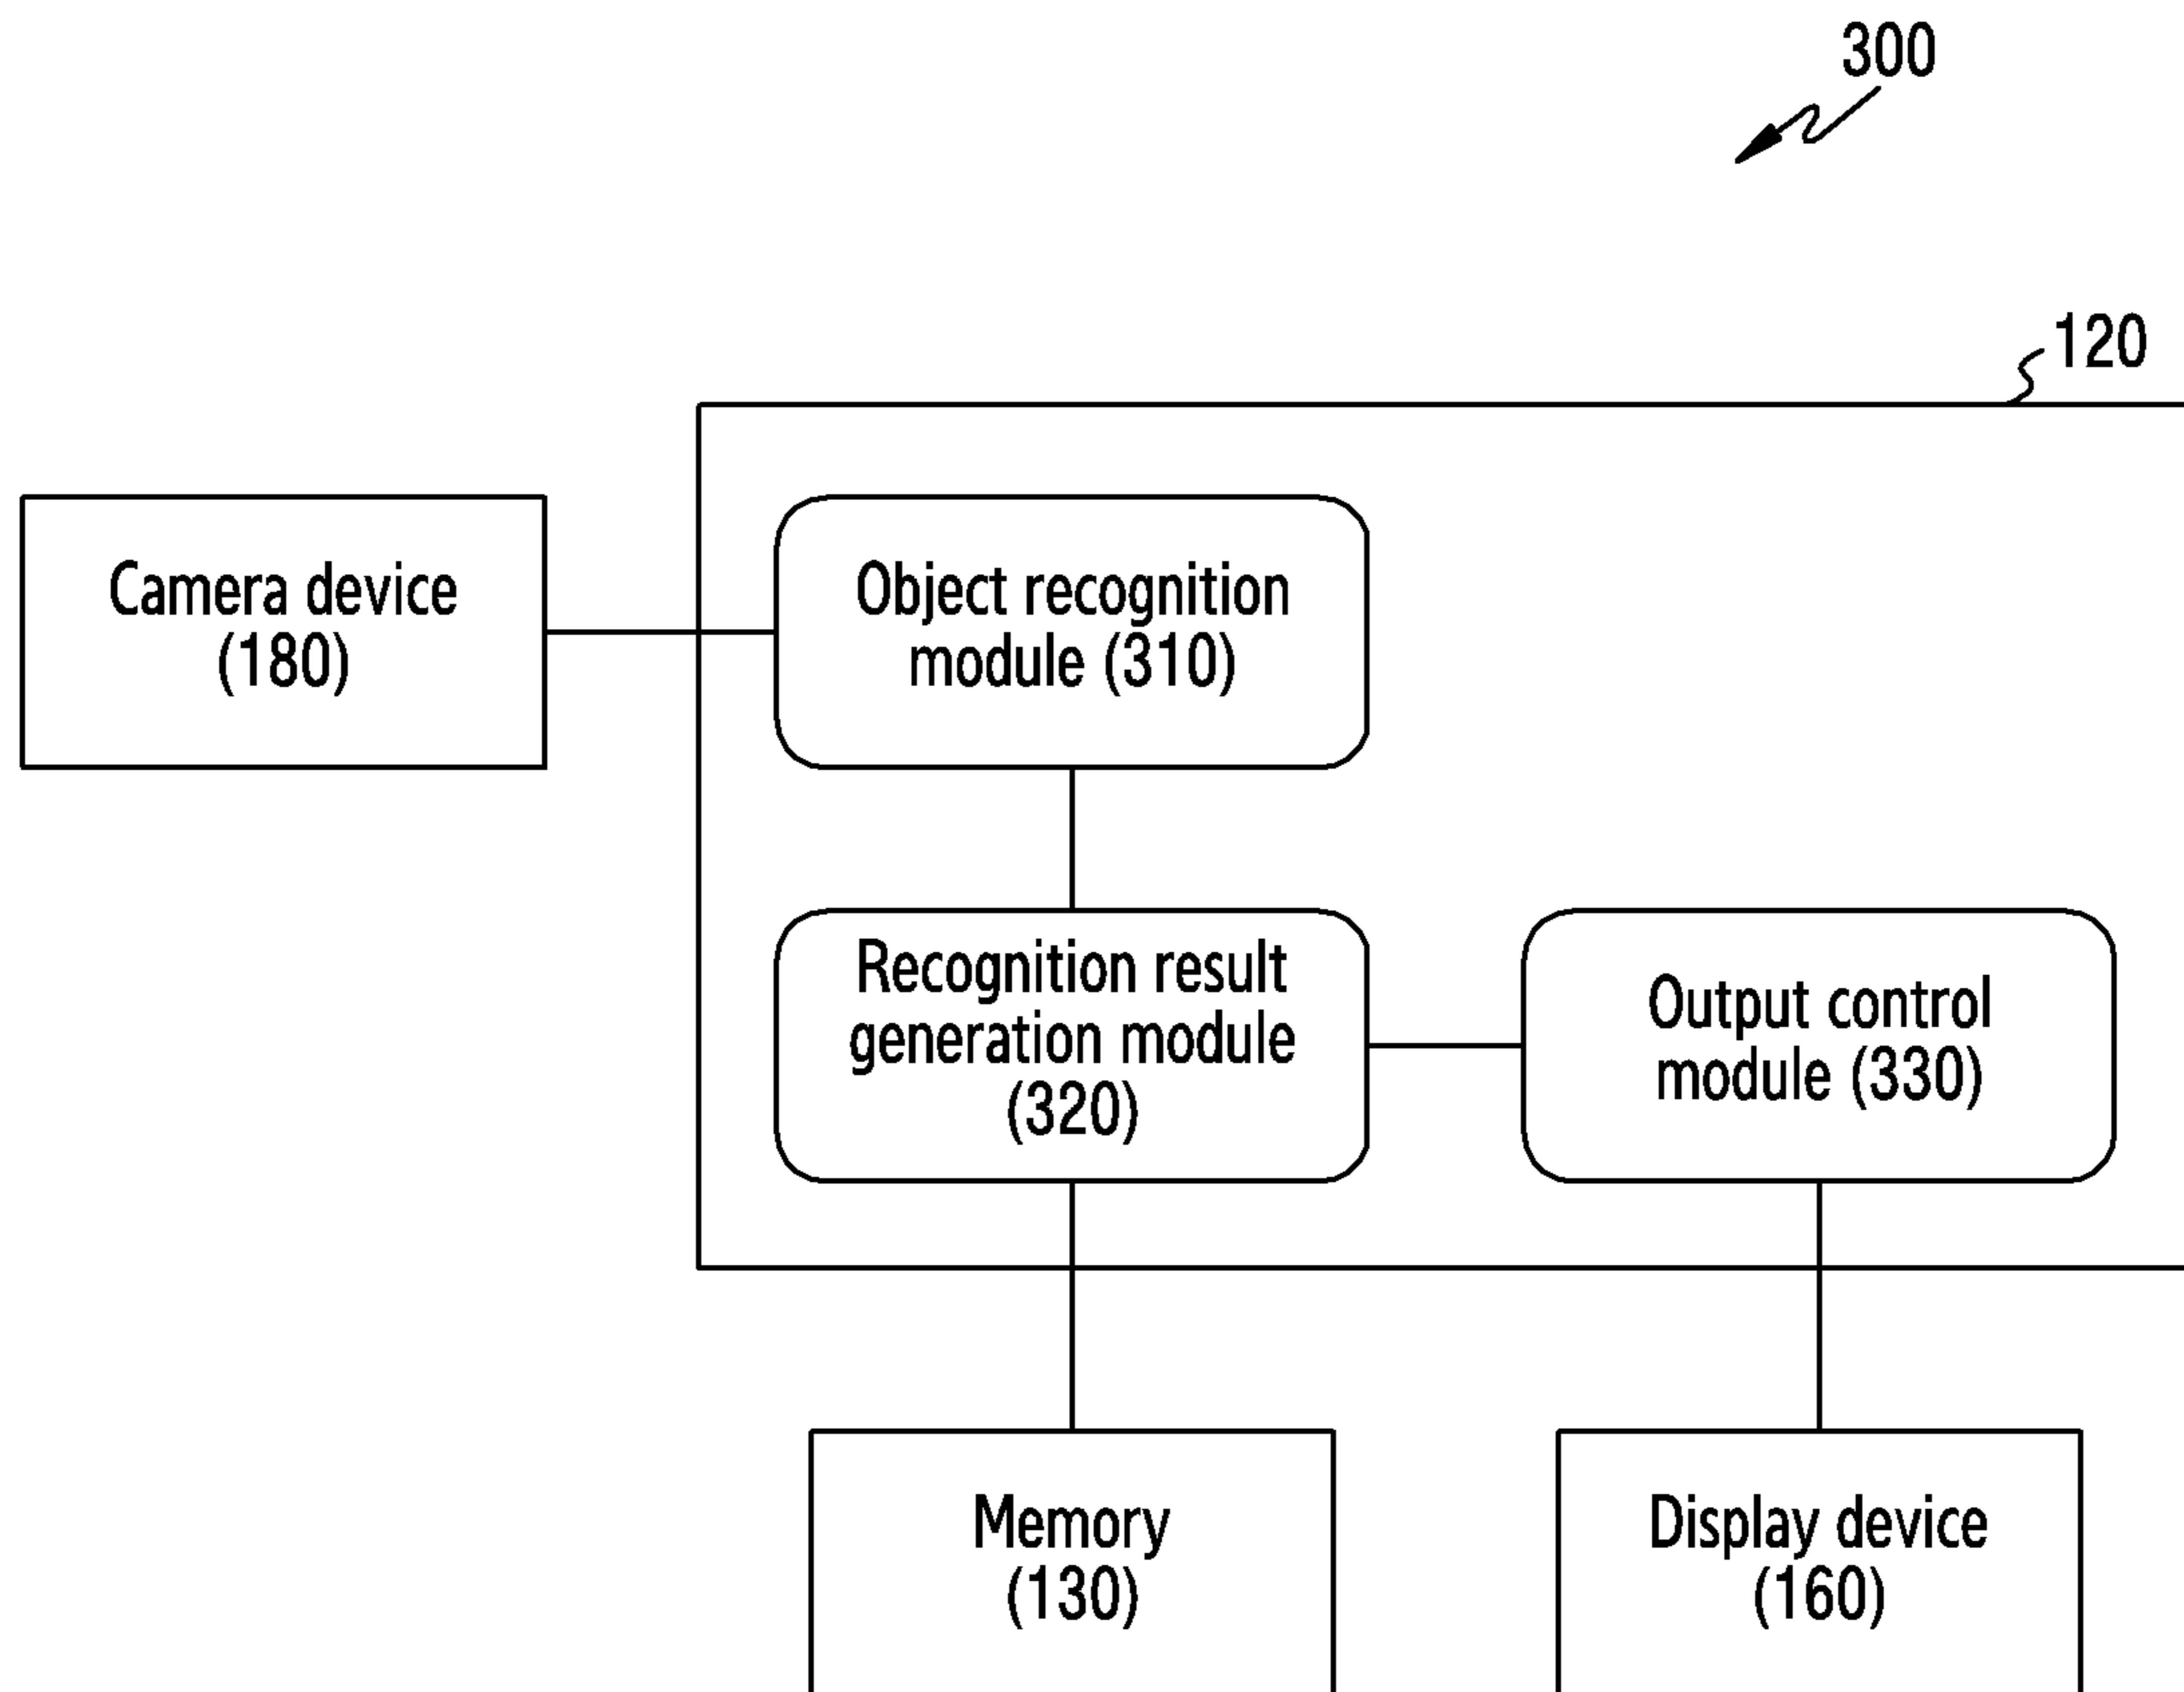 300
120
Camera device
(180)
Object recognition
module (310)
Recognition result
generation module
(320)
Output control
module (330)
Memory
(130)
Display device
(160)